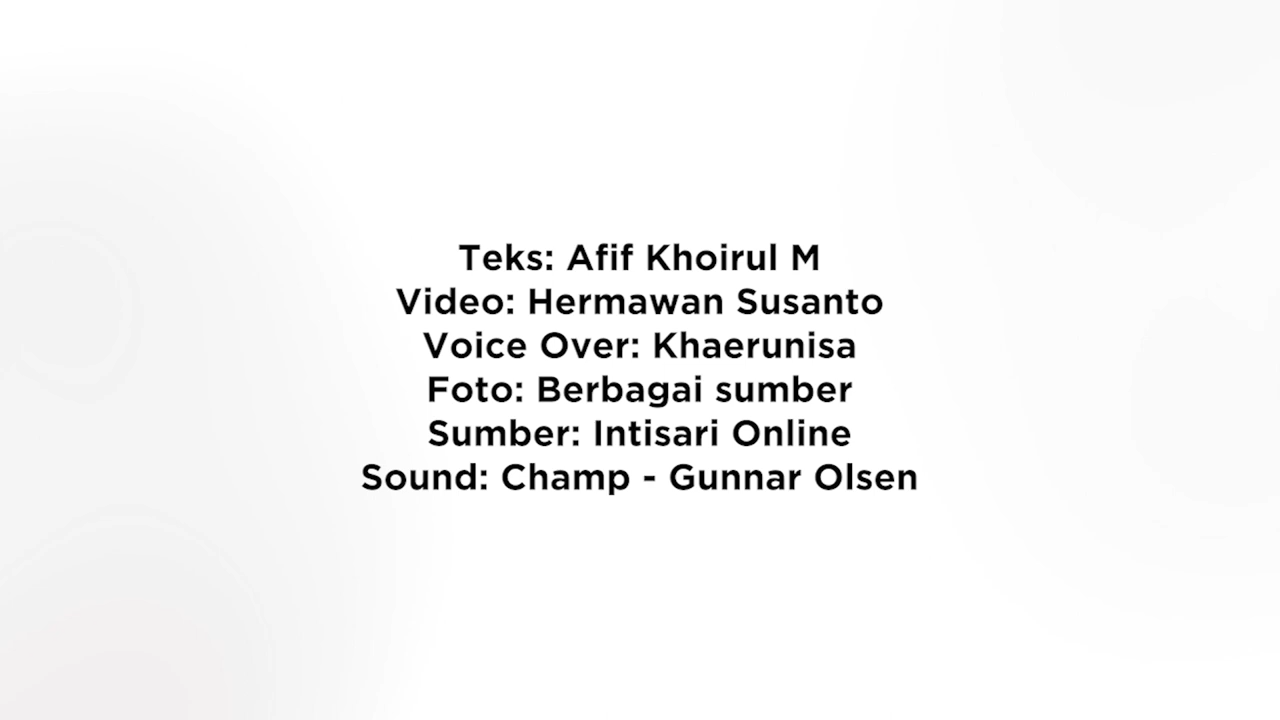 Teks: Afif Khoirul M
Video: Hermawan Susanto
Voice Over: Khaerunisa
Foto: Berbagai sumber
Sumber: Intisari Online
Sound: Champ - Gunnar Olsen